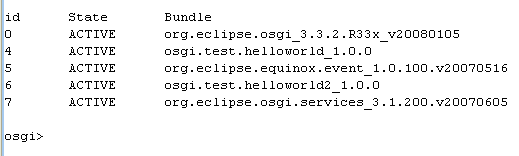 id State Bundle
0 ACTIVE org.eclipse.osgi_3.3.2.R33x_v20080105
4 ACTIVE osgi.test.helloworld_1.0.0
5 ACTIVE org.eclipse.equinox.event_1.0.100.v20070516
6 ACTIVE osgi.test.helloworld2_1.0.0
7 ACTIVE org.eclipse.osgi.services_3.1.200.v20070605
osgi>